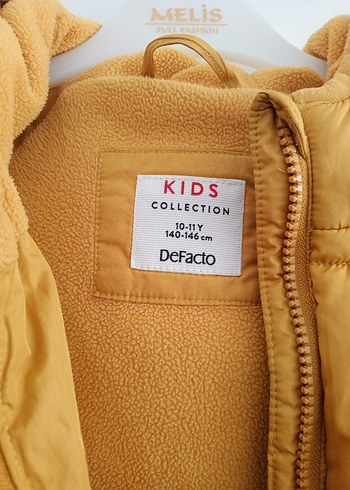 MELİS
FULL FASHION
KIDS
COLLECTION
10-11 Y
140-146 cm
DeFacto